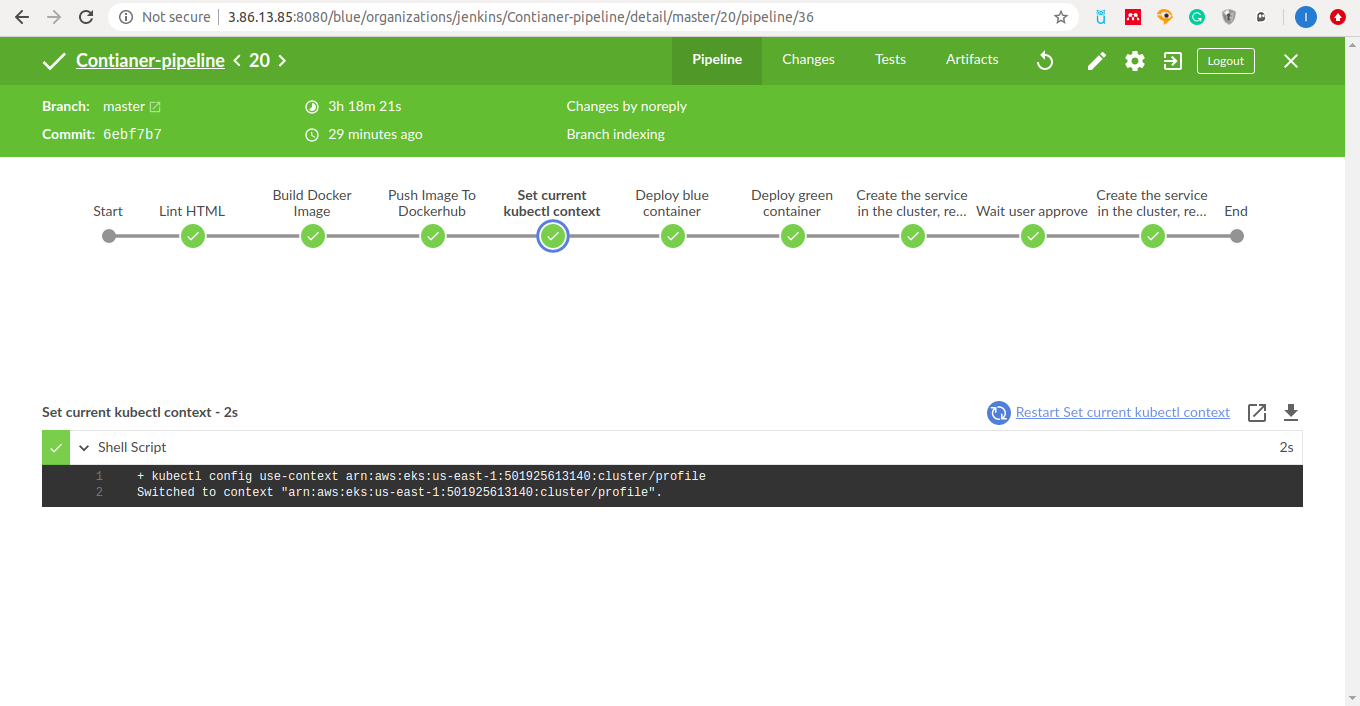 Not secure | 3.86.13.85:8080/blue/organizations/jenkins/Contianer-pipeline/detail/master/20/pipeline/36
Contianer-pipeline < 20 >
Pipeline Changes Tests Artifacts Logout
Branch: master 3h 18m 21s Changes by noreply
Commit: 6ebf7b7 29 minutes ago Branch indexing
Start
Lint HTML
Build Docker
Image
Push Image To
Dockerhub
Set current
kubectl context
Deploy blue
container
Deploy green
container
Create the service
in the cluster, re...
Wait user approve
Create the service
in the cluster, re...
End
Set current kubectl context - 2s
Restart Set current kubectl context
Shell Script 2s
1 + kubectl config use-context arn:aws:eks:us-east-1:501925613140:cluster/profile
2 Switched to context "arn:aws:eks:us-east-1:501925613140:cluster/profile".